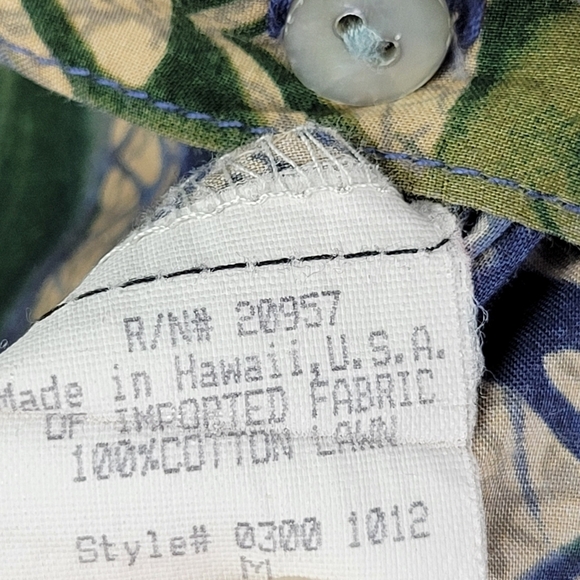 R/N# 20957
Made in Hawaii,U.S.A.
OF IMPORTED FABRIC
100%COTTON LAWN
Style# 0300 1012
M